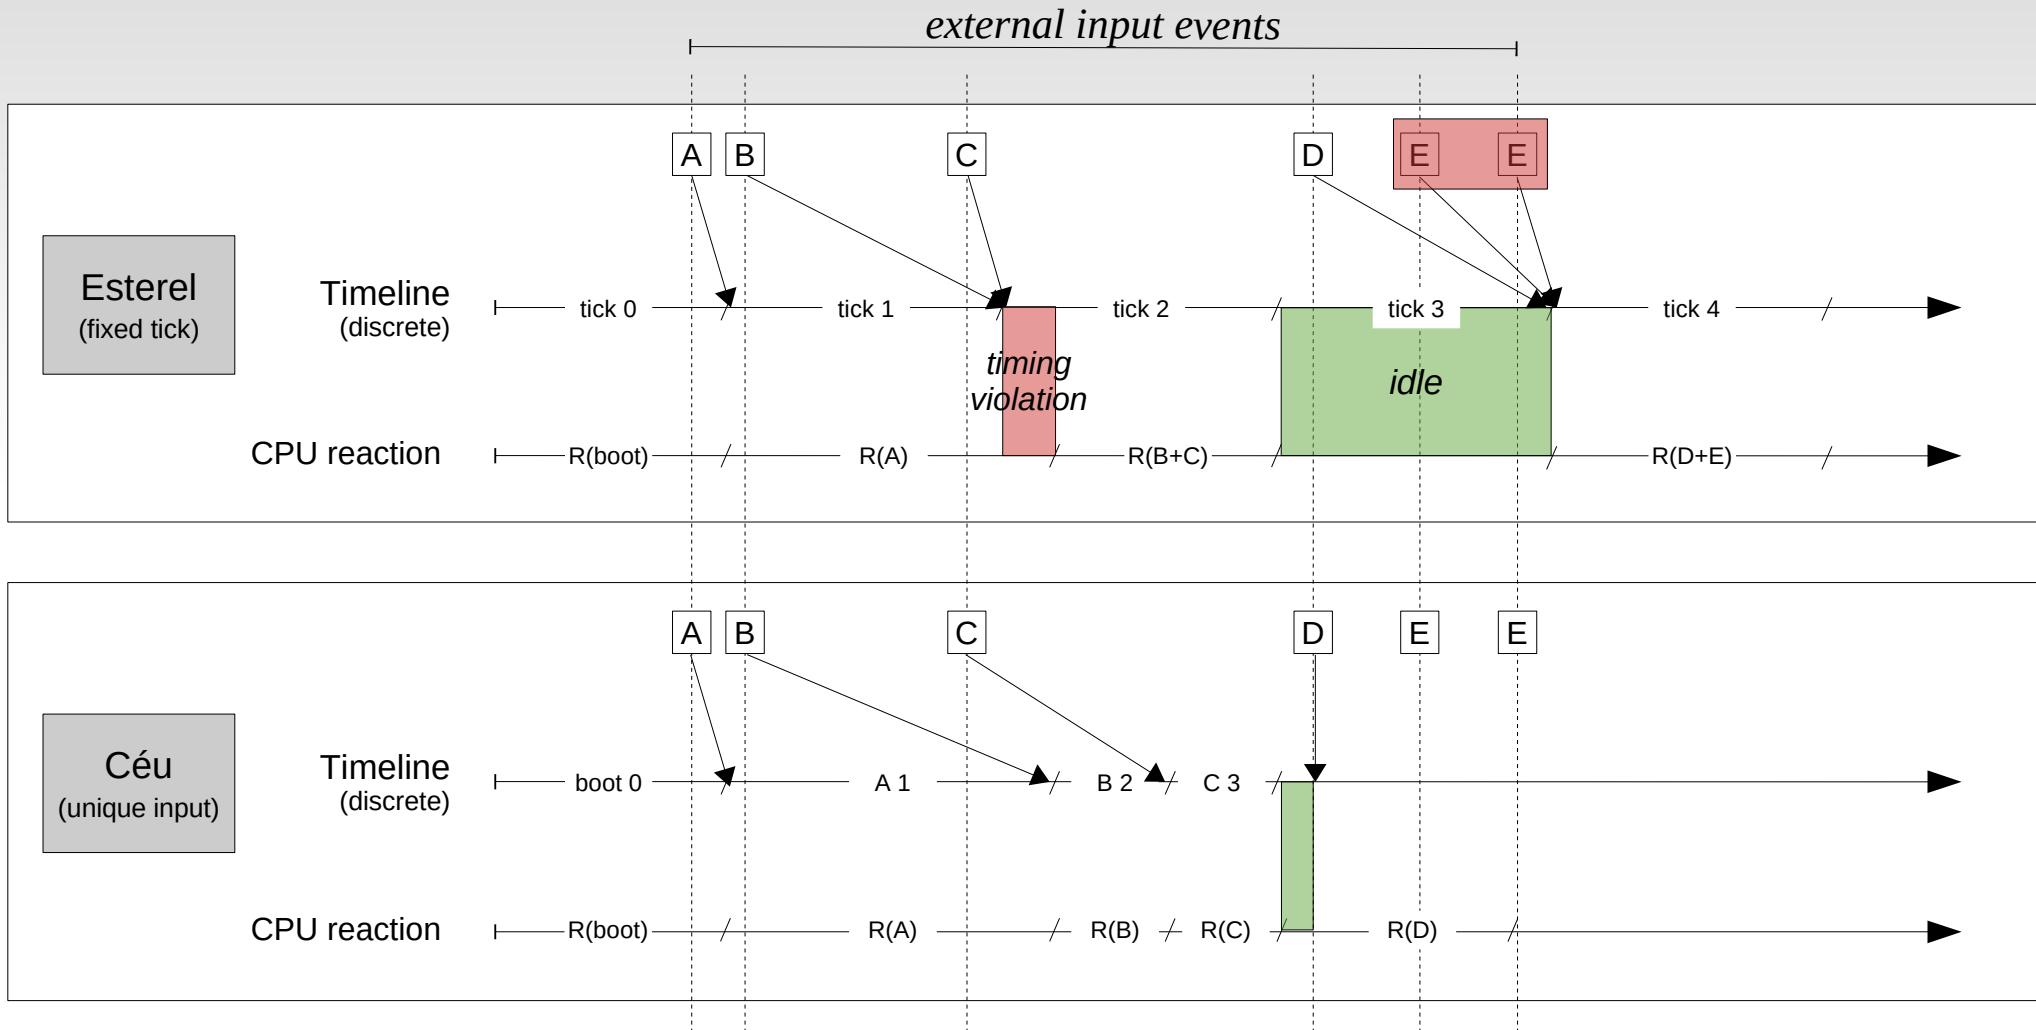 external input events
A B C D E E
Esterel
(fixed tick)
Timeline
(discrete)
tick 0 tick 1 tick 2 tick 3 tick 4
timing
violation
idle
CPU reaction
R(boot) R(A) R(B+C) R(D+E)
A B C D E E
Céu
(unique input)
Timeline
(discrete)
boot 0 A 1 B 2 C 3
CPU reaction
R(boot) R(A) R(B) R(C) R(D)